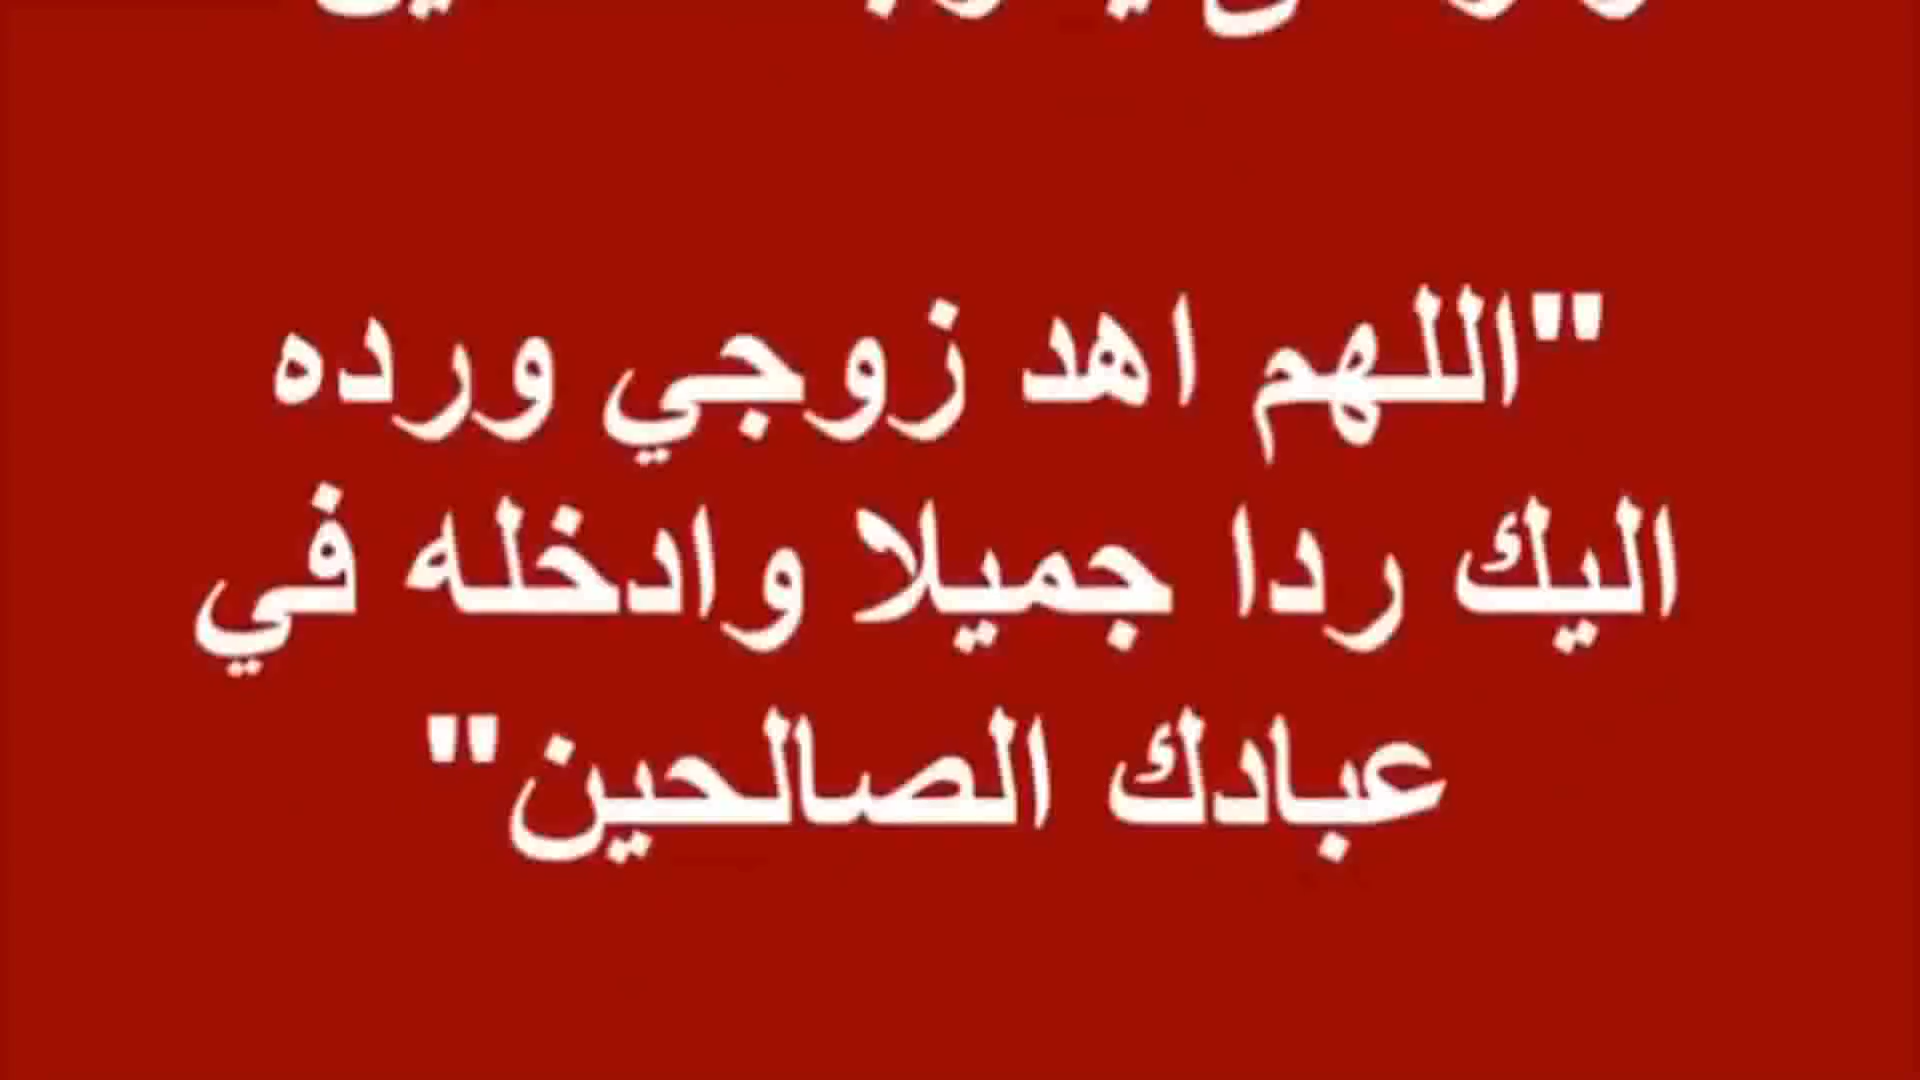 "اللهم اهد زوجي ورده
اليك ردا جميلا وادخله في
عبادك الصالحين"